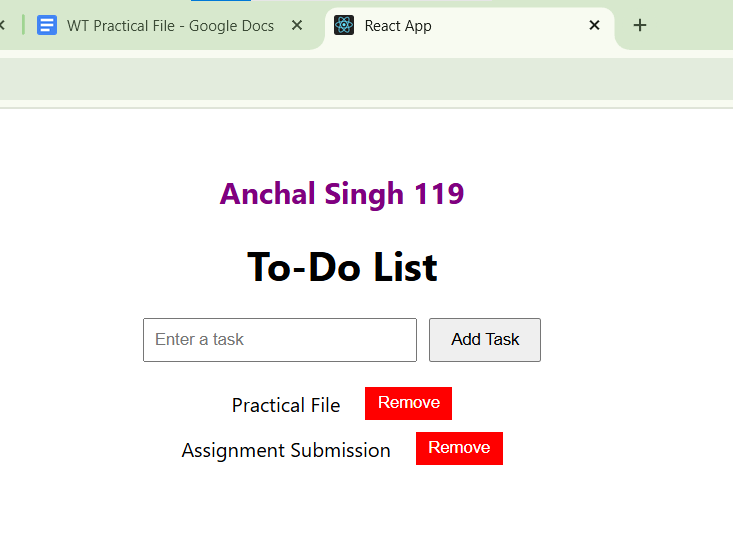 WT Practical File - Google Docs
React App
Anchal Singh 119
To-Do List
Enter a task
Add Task
Practical File Remove
Assignment Submission Remove